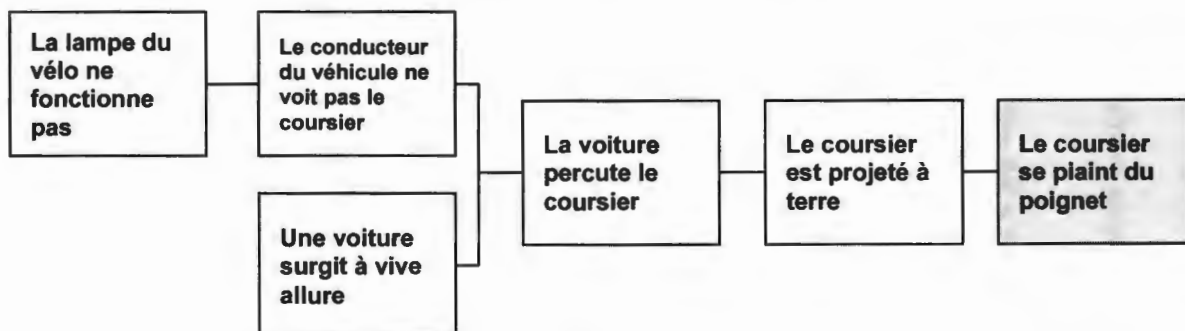 La lampe du
vélo ne
fonctionne
pas
Le conducteur
du véhicule ne
voit pas le
coursier
Une voiture
surgit à vive
allure
La voiture
percute le
coursier
Le coursier
est projeté à
terre
Le coursier
se plaint du
poignet